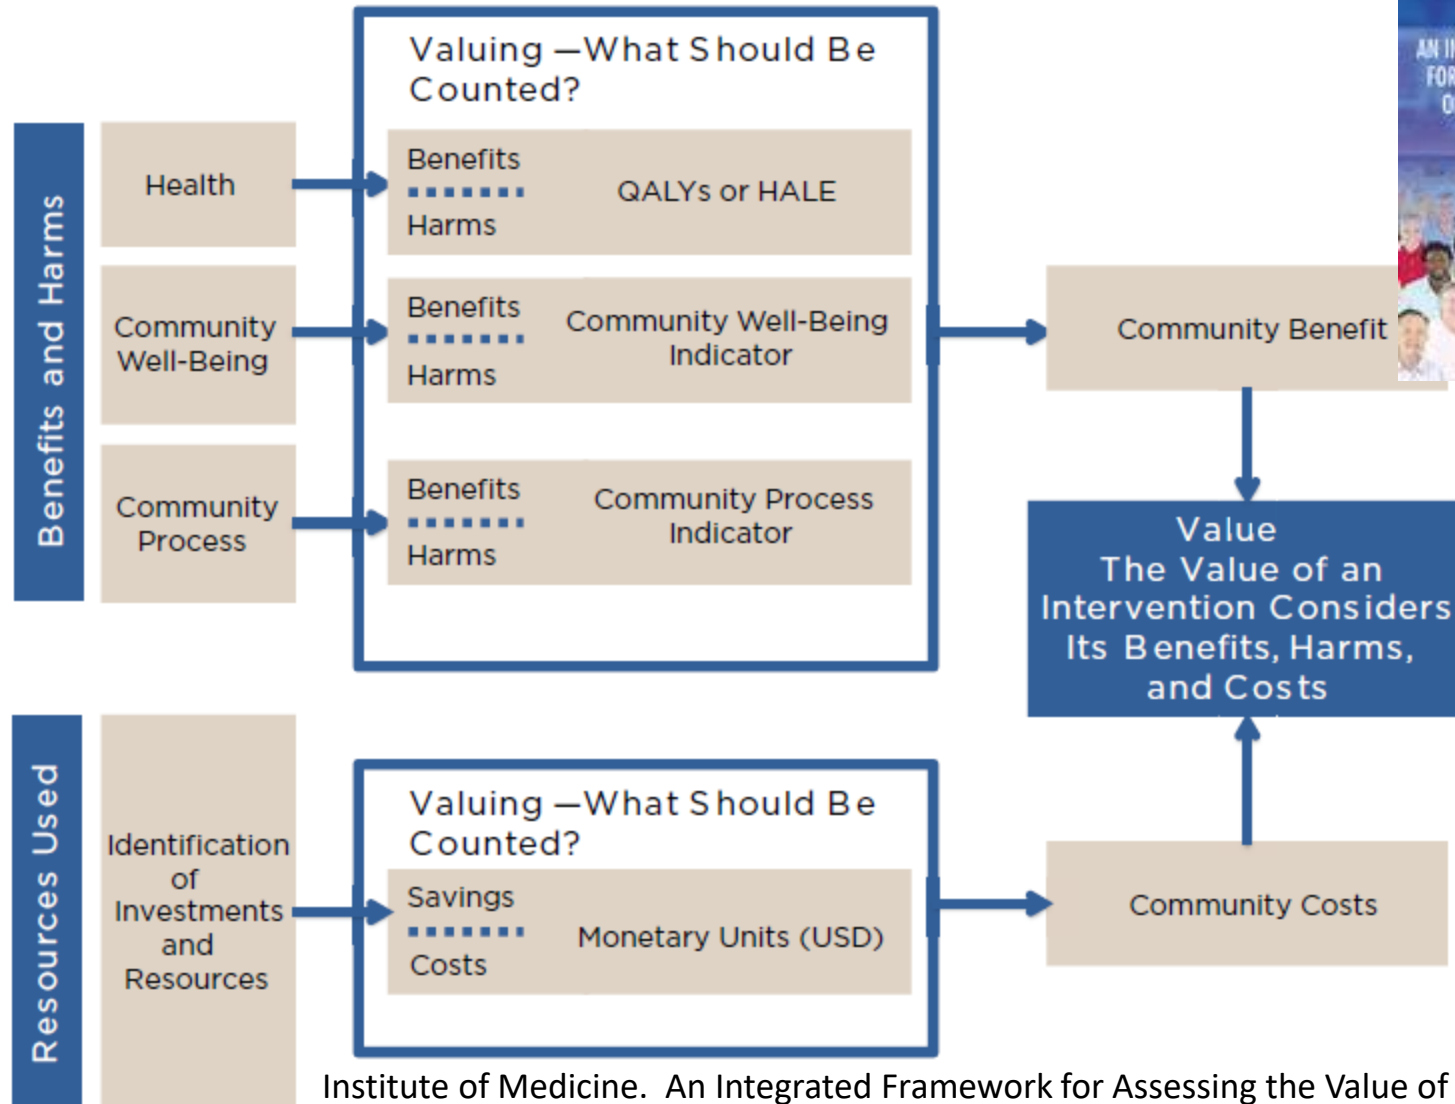 Valuing —What Should Be
Counted?
Benefits and Harms
Health
Benefits
Harms
QALYs or HALE
Community
Well-Being
Benefits
Harms
Community Well-Being
Indicator
Community
Process
Benefits
Harms
Community Process
Indicator
Community Benefit
AN IN
FOR
O
Value
The Value of an
Intervention Considers
Its Benefits, Harms,
and Costs
Resources Used
Identification
of
Investments
and
Resources
Valuing —What Should Be
Counted?
Savings
Costs
Monetary Units (USD)
Community Costs
Institute of Medicine. An Integrated Framework for Assessing the Value of